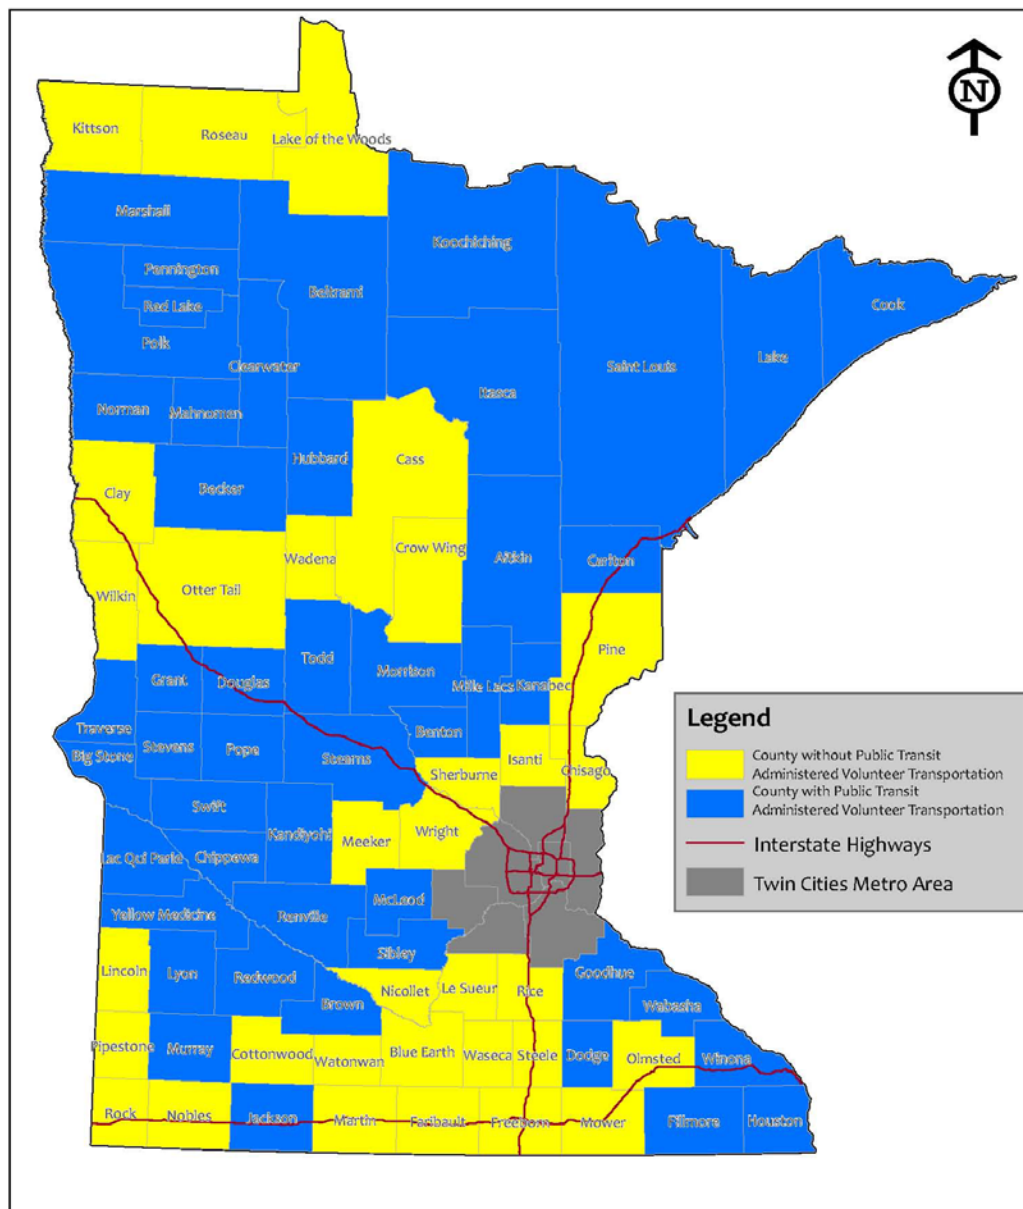 N
Kittson
Roseau
Lake of the Woods
Marshall
Koochiching
Pennington
Beltrami
Red Lake
Cook
Polk
Clearwater
Saint Louis
Lake
Itasca
Norman
Mahnomen
Hubbard
Cass
Becker
Clay
Crow Wing
Wadena
Aitkin
Carlton
Otter Tail
Wilkin
Pine
Todd
Morrison
Grant
Douglas
Mille Lacs
Kanabec
Traverse
Stevens
Pope
Benton
Big Stone
Stearns
Isanti
Chisago
Sherburne
Swift
Kandiyohi
Meeker
Wright
Lac Qui Parle
Chippewa
McLeod
Yellow Medicine
Renville
Sibley
Lincoln
Lyon
Redwood
Goodhue
Nicollet
Le Sueur
Rice
Brown
Wabasha
Pipestone
Murray
Cottonwood
Watonwan
Blue Earth
Waseca
Steele
Dodge
Olmsted
Winona
Rock
Nobles
Jackson
Martin
Faribault
Freeborn
Mower
Fillmore
Houston
Legend
County without Public Transit
Administered Volunteer Transportation
County with Public Transit
Administered Volunteer Transportation
Interstate Highways
Twin Cities Metro Area